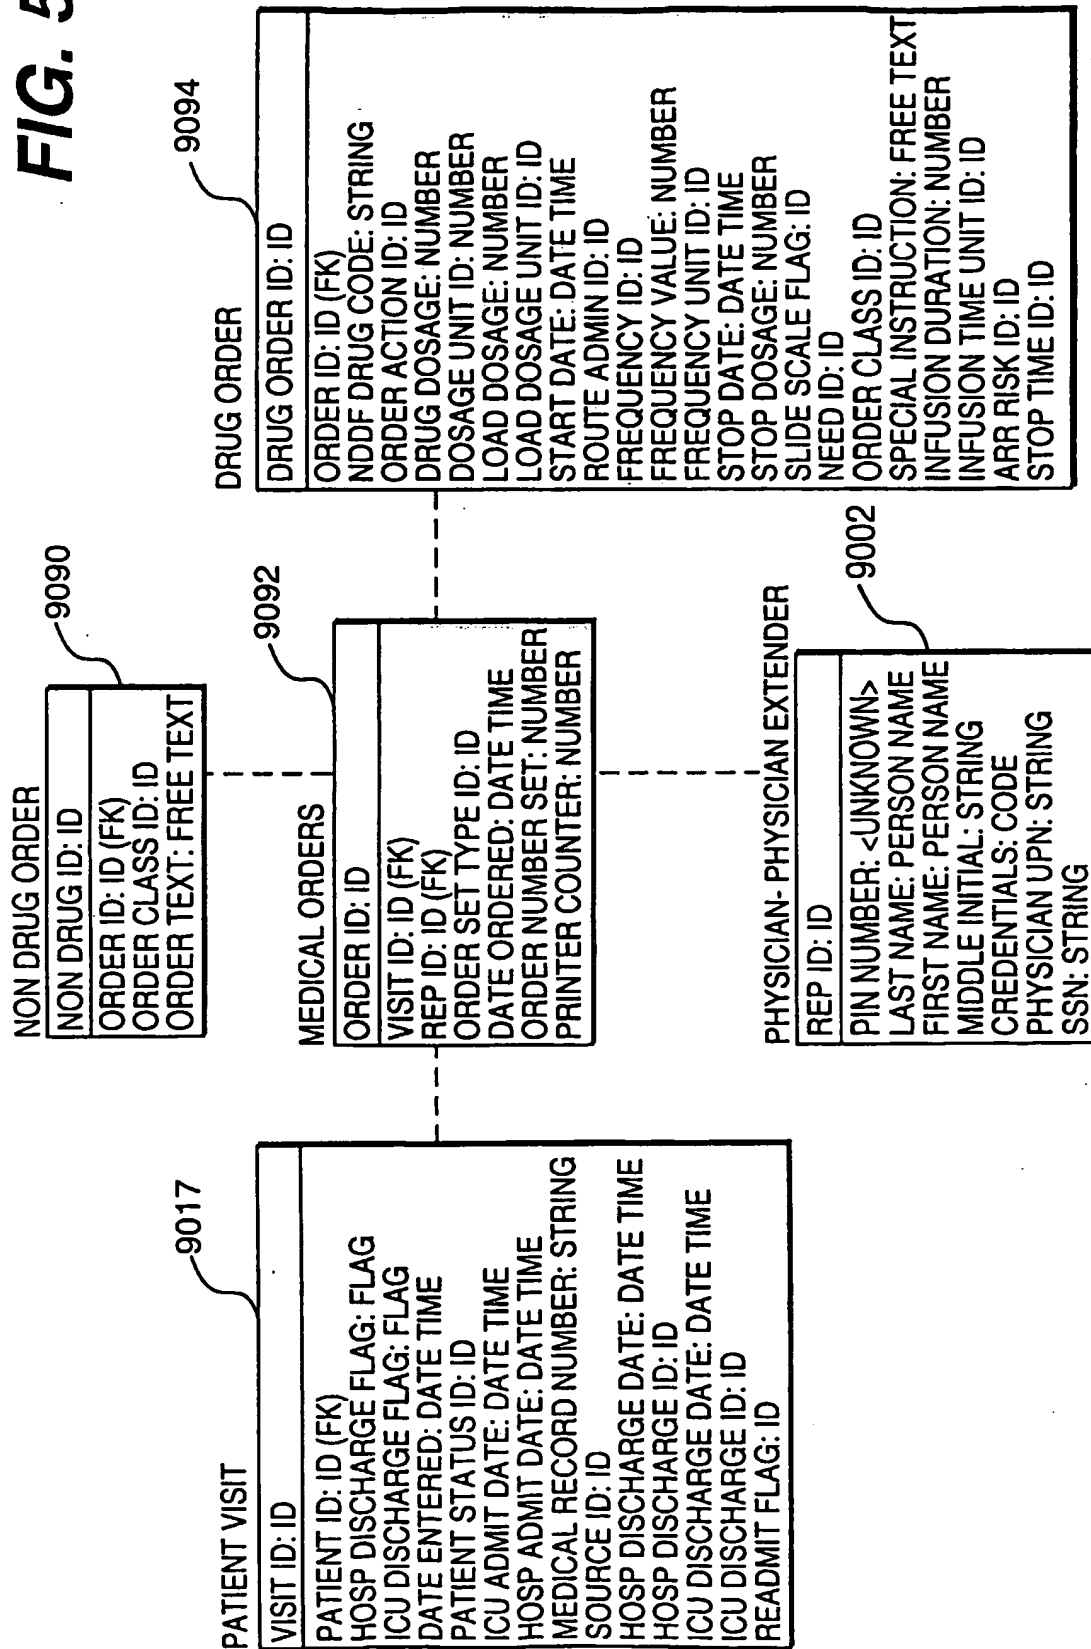 FIG. 5
NON DRUG ORDER
9090
NON DRUG ID: ID
ORDER ID: ID (FK)
ORDER CLASS ID: ID
ORDER TEXT: FREE TEXT
PATIENT VISIT
9017
VISIT ID: ID
PATIENT ID: ID (FK)
HOSP DISCHARGE FLAG: FLAG
ICU DISCHARGE FLAG: FLAG
DATE ENTERED: DATE TIME
PATIENT STATUS ID: ID
ICU ADMIT DATE: DATE TIME
HOSP ADMIT DATE: DATE TIME
MEDICAL RECORD NUMBER: STRING
SOURCE ID: ID
HOSP DISCHARGE DATE: DATE TIME
HOSP DISCHARGE ID: ID
ICU DISCHARGE DATE: DATE TIME
ICU DISCHARGE ID: ID
READMIT FLAG: ID
MEDICAL ORDERS
9092
ORDER ID: ID
VISIT ID: ID (FK)
REP ID: ID (FK)
ORDER SET TYPE ID: ID
DATE ORDERED: DATE TIME
ORDER NUMBER SET: NUMBER
PRINTER COUNTER: NUMBER
DRUG ORDER
9094
DRUG ORDER ID: ID
ORDER ID: ID (FK)
NDDF DRUG CODE: STRING
ORDER ACTION ID: ID
DRUG DOSAGE: NUMBER
DOSAGE UNIT ID: NUMBER
LOAD DOSAGE: NUMBER
LOAD DOSAGE UNIT ID: ID
START DATE: DATE TIME
ROUTE ADMIN ID: ID
FREQUENCY ID: ID
FREQUENCY VALUE: NUMBER
FREQUENCY UNIT ID: ID
STOP DATE: DATE TIME
STOP DOSAGE: NUMBER
SLIDE SCALE FLAG: ID
NEED ID: ID
ORDER CLASS ID: ID
SPECIAL INSTRUCTION: FREE TEXT
INFUSION DURATION: NUMBER
INFUSION TIME UNIT ID: ID
ARR RISK ID: ID
STOP TIME ID: ID
PHYSICIAN- PHYSICIAN EXTENDER
9002
REP ID: ID
PIN NUMBER: <UNKNOWN>
LAST NAME: PERSON NAME
FIRST NAME: PERSON NAME
MIDDLE INITIAL: STRING
CREDENTIALS: CODE
PHYSICIAN UPN: STRING
SSN: STRING